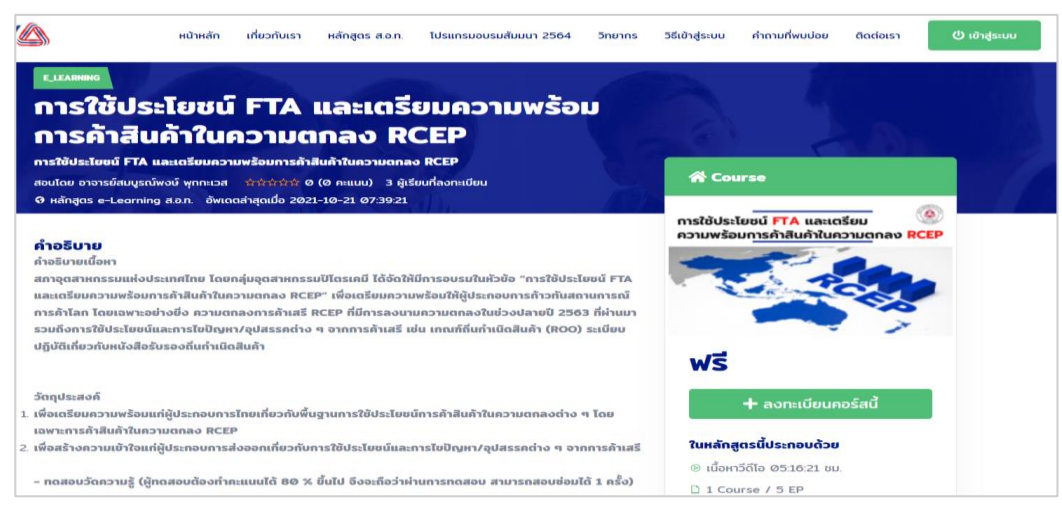 หน้าหลัก เกี่ยวกับเรา หลักสูตร ส.อ.ท. โปรแกรมอบรมสัมมนา 2564 วิทยากร วิธีเข้าสู่ระบบ คำถามที่พบบ่อย ติดต่อเรา เข้าสู่ระบบ
E_LEARNING
การใช้ประโยชน์ FTA และเตรียมความพร้อม
การค้าสินค้าในความตกลง RCEP
การใช้ประโยชน์ FTA และเตรียมความพร้อมการค้าสินค้าในความตกลง RCEP
สอนโดย อาจารย์สมบูรณ์พงษ์ พุกกะเวส 0 (0 คะแนน) 3 ผู้เรียนที่ลงทะเบียน
หลักสูตร e-Learning ส.อ.ท. อัพเดตล่าสุดเมื่อ 2021-10-21 07:39:21
คำอธิบาย
คำอธิบายเนื้อหา
สภาอุตสาหกรรมแห่งประเทศไทย โดยกลุ่มอุตสาหกรรมปิโตรเคมี ได้จัดให้มีการอบรมในหัวข้อ “การใช้ประโยชน์ FTA
และเตรียมความพร้อมการค้าสินค้าในความตกลง RCEP” เพื่อเตรียมความพร้อมให้ผู้ประกอบการก้าวทันสถานการณ์
การค้าโลก โดยเฉพาะอย่างยิ่ง ความตกลงการค้าเสรี RCEP ที่มีการลงนามความตกลงในช่วงปลายปี 2563 ที่ผ่านมา
รวมถึงการใช้ประโยชน์และการไขปัญหา/อุปสรรคต่าง ๆ จากการค้าเสรี เช่น เกณฑ์ถิ่นกำเนิดสินค้า (ROO) ระเบียบ
ปฏิบัติเกี่ยวกับหนังสือรับรองถิ่นกำเนิดสินค้า
วัตถุประสงค์
1. เพื่อเตรียมความพร้อมแก่ผู้ประกอบการไทยเกี่ยวกับพื้นฐานการใช้ประโยชน์การค้าสินค้าในความตกลงต่าง ๆ โดย
เฉพาะการค้าสินค้าในความตกลง RCEP
2. เพื่อสร้างความเข้าใจแก่ผู้ประกอบการส่งออกเกี่ยวกับการใช้ประโยชน์และการไขปัญหา/อุปสรรคต่าง ๆ จากการค้าเสรี
- ทดสอบวัดความรู้ (ผู้ทดสอบต้องทำคะแนนได้ 80 % ขึ้นไป จึงจะถือว่าผ่านการทดสอบ สามารถสอบซ่อมได้ 1 ครั้ง)
Course
การใช้ประโยชน์ FTA และเตรียม
ความพร้อมการค้าสินค้าในความตกลง RCEP
RCEP
ฟรี
+ ลงทะเบียนคอร์สนี้
ในหลักสูตรนี้ประกอบด้วย
เนื้อหาวีดีโอ 05:16:21 ชม.
1 Course / 5 EP